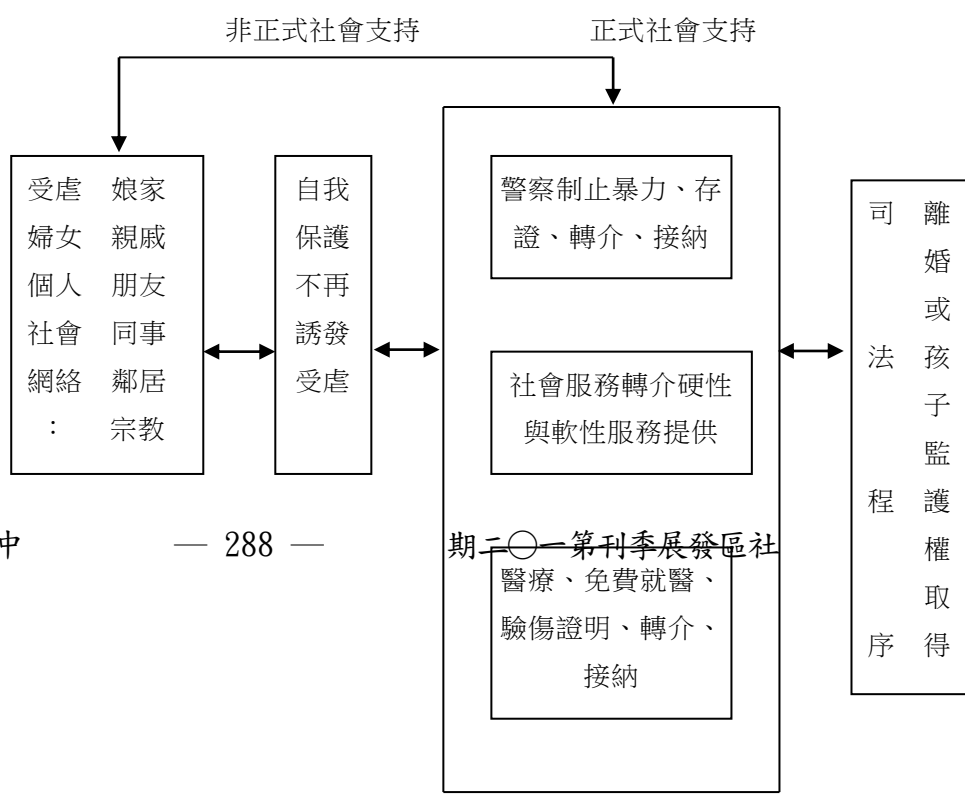 非正式社會支持
正式社會支持
受虐 娘家
婦女 親戚
個人 朋友
社會 同事
網絡 鄰居
: 宗教
自我
保護
不再
誘發
受虐
警察制止暴力、存
證、轉介、接納
社會服務轉介硬性
與軟性服務提供
醫療、免費就醫、
驗傷證明、轉介、
接納
離婚或孩子監護權取得
司法程序
中
— 288 —
期二○一第刊季展發區社